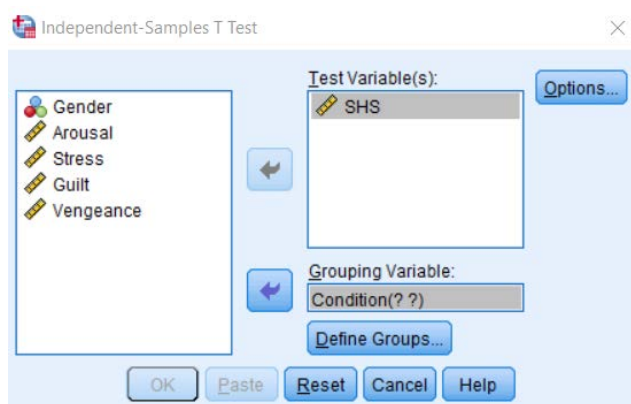 Independent-Samples T Test
Gender
Arousal
Stress
Guilt
Vengeance
Test Variable(s):
SHS
Options...
Grouping Variable:
Condition(? ?)
Define Groups...
OK Paste Reset Cancel Help